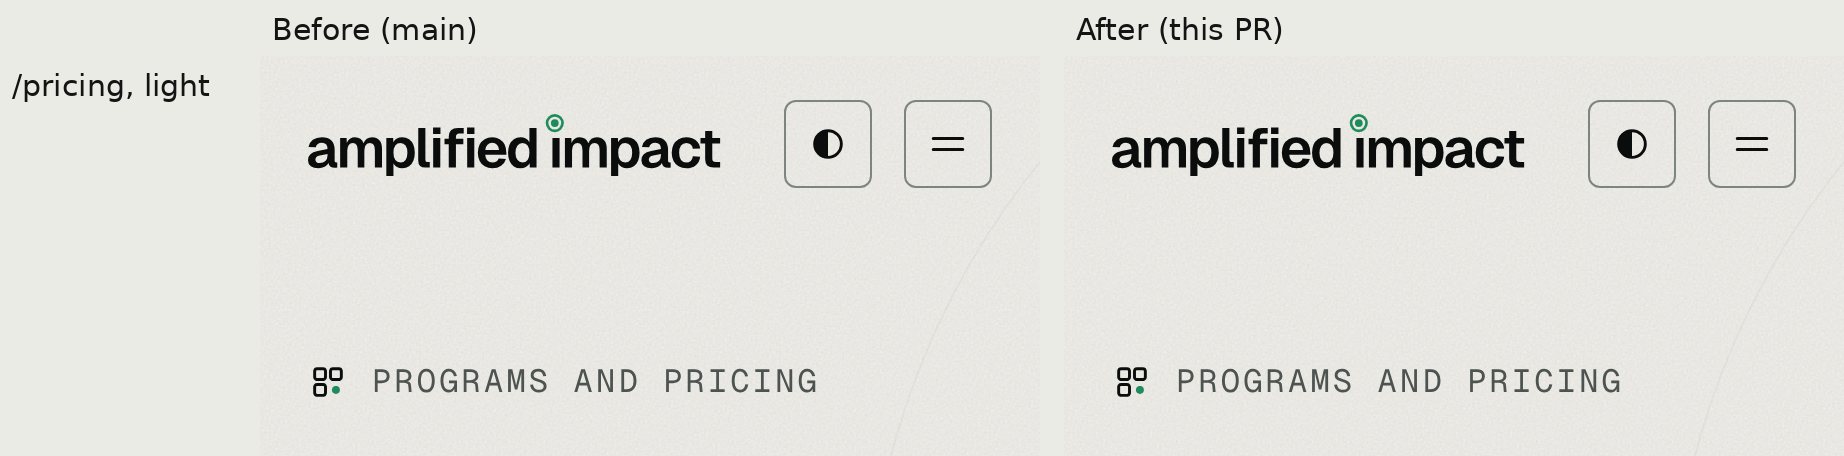 Before (main)
After (this PR)
/pricing, light
amplified impact
amplified impact
PROGRAMS AND PRICING
PROGRAMS AND PRICING